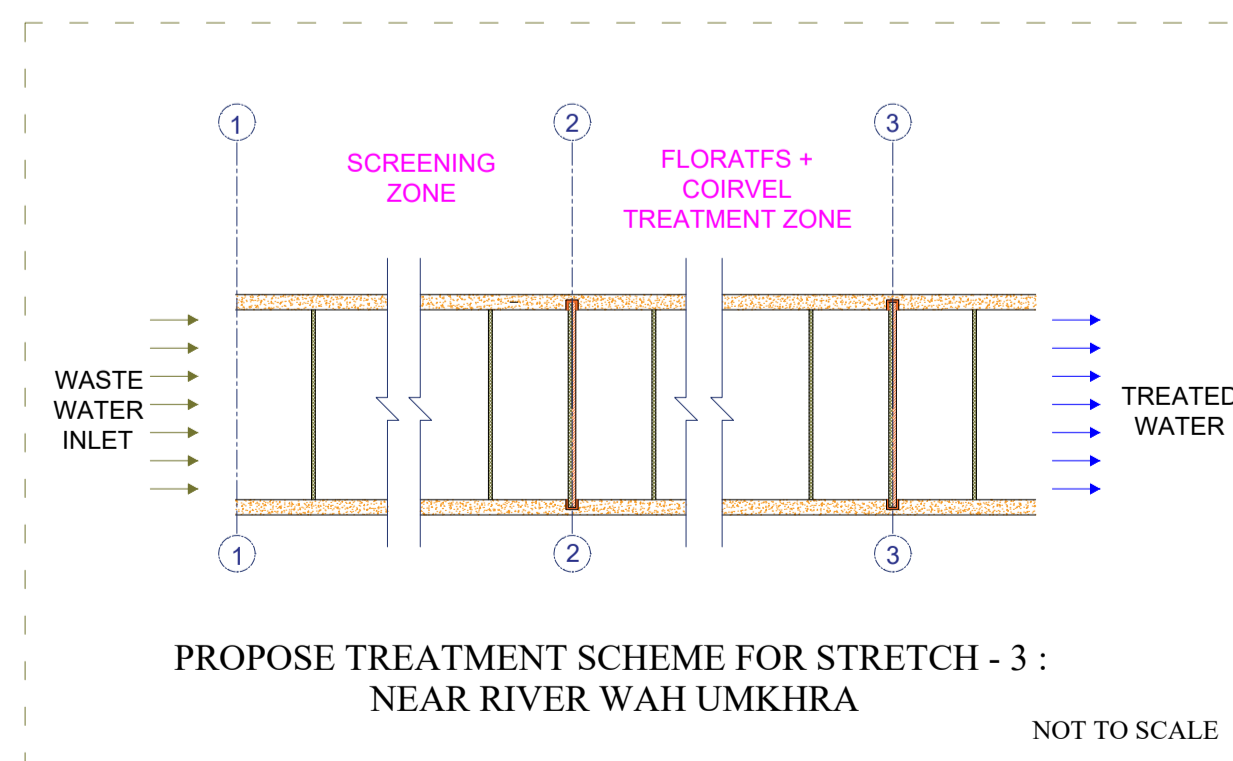 1
2
3
SCREENING
ZONE
FLORATFS +
COIRVEL
TREATMENT ZONE
WASTE
WATER
INLET
TREATED
WATER
1
2
3
PROPOSE TREATMENT SCHEME FOR STRETCH - 3 :
NEAR RIVER WAH UMKHRA
NOT TO SCALE